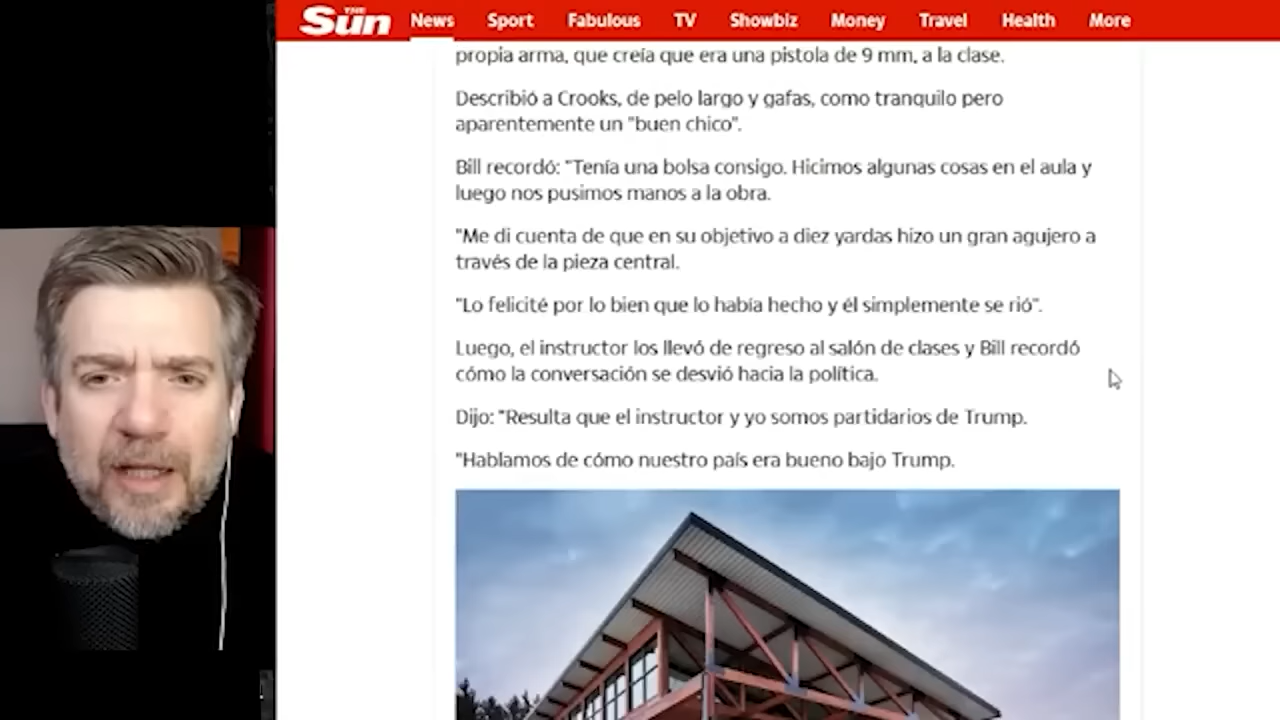 THE
Sun
News Sport Fabulous TV Showbiz Money Travel Health More
propia arma, que creía que era una pistola de 9 mm, a la clase.
Describió a Crooks, de pelo largo y gafas, como tranquilo pero
aparentemente un "buen chico".
Bill recordó: "Tenía una bolsa consigo. Hicimos algunas cosas en el aula y
luego nos pusimos manos a la obra.
"Me di cuenta de que en su objetivo a diez yardas hizo un gran agujero a
través de la pieza central.
"Lo felicité por lo bien que lo había hecho y él simplemente se rió".
Luego, el instructor los llevó de regreso al salón de clases y Bill recordó
cómo la conversación se desvió hacia la política.
Dijo: "Resulta que el instructor y yo somos partidarios de Trump.
"Hablamos de cómo nuestro país era bueno bajo Trump.